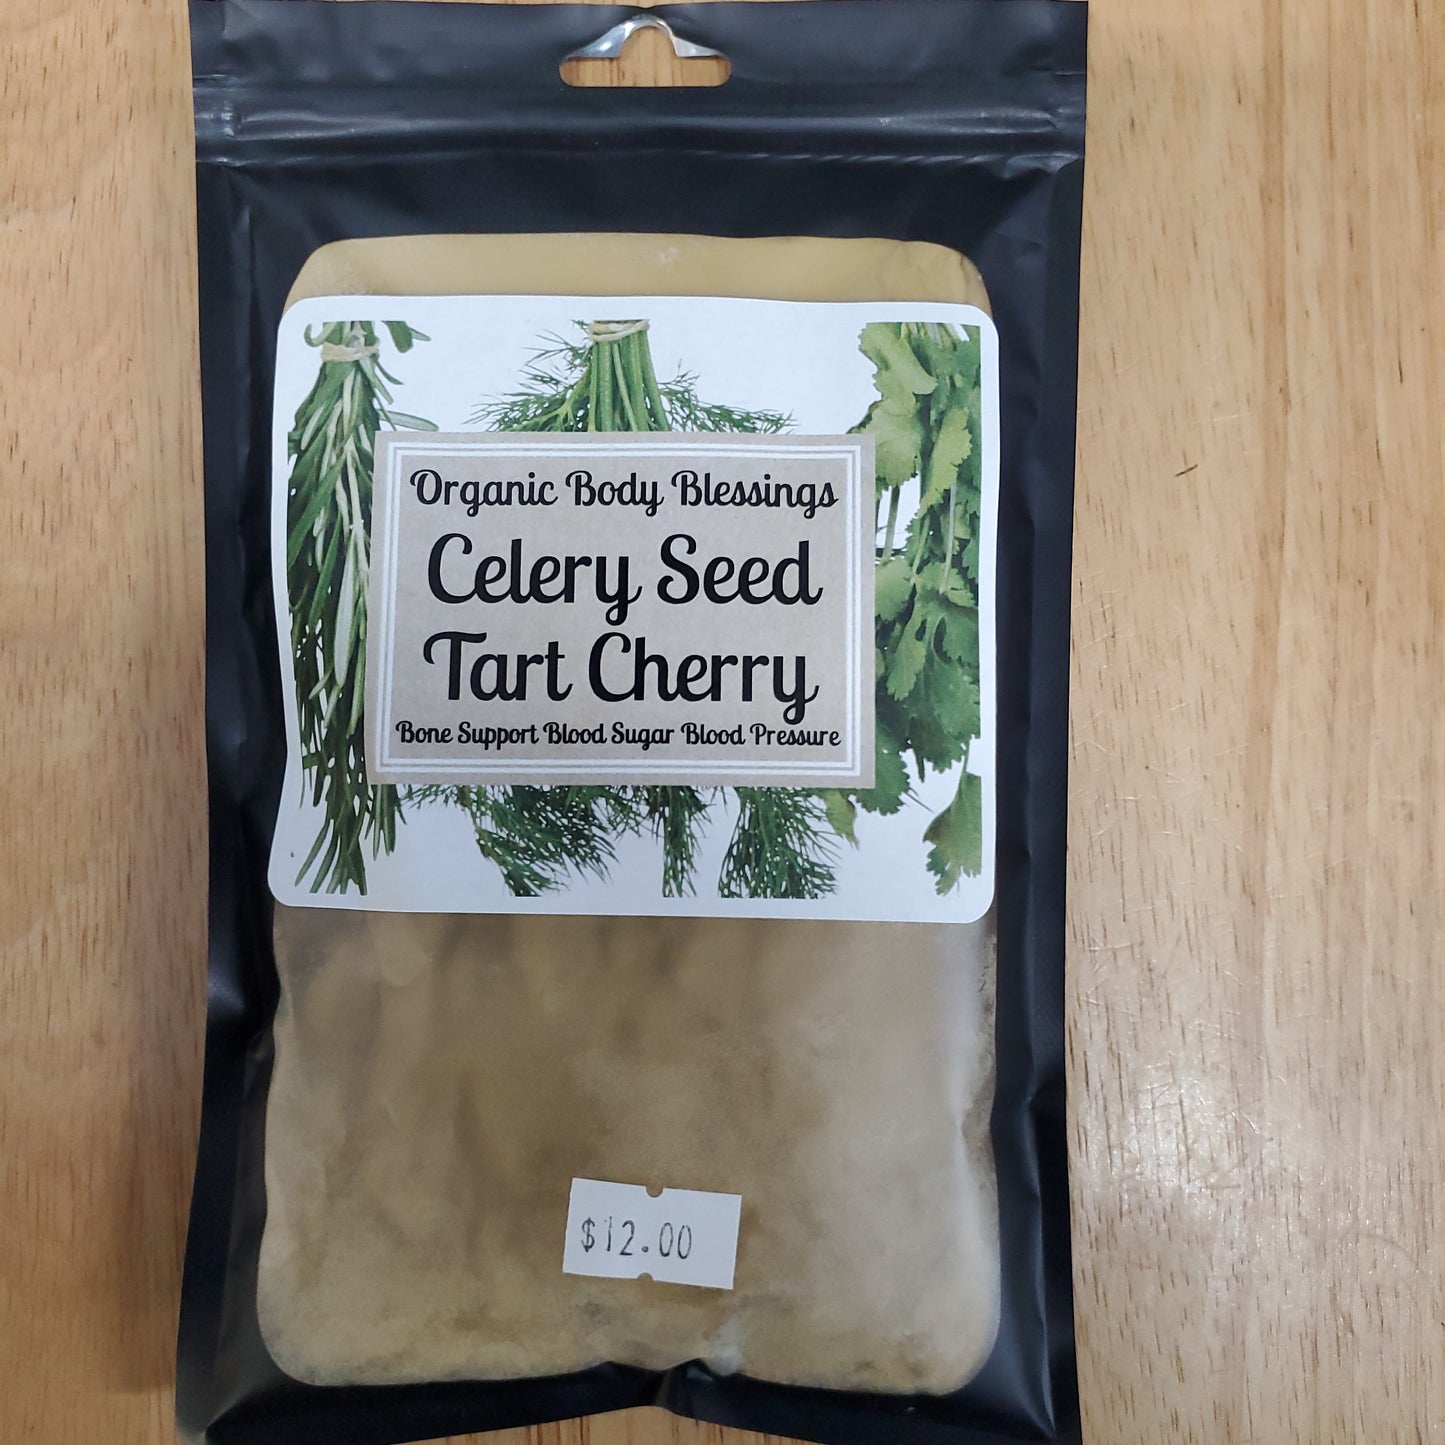 Organic Body Blessings
Celery Seed
Tart Cherry
Bone Support Blood Sugar Blood Pressure
$12.00